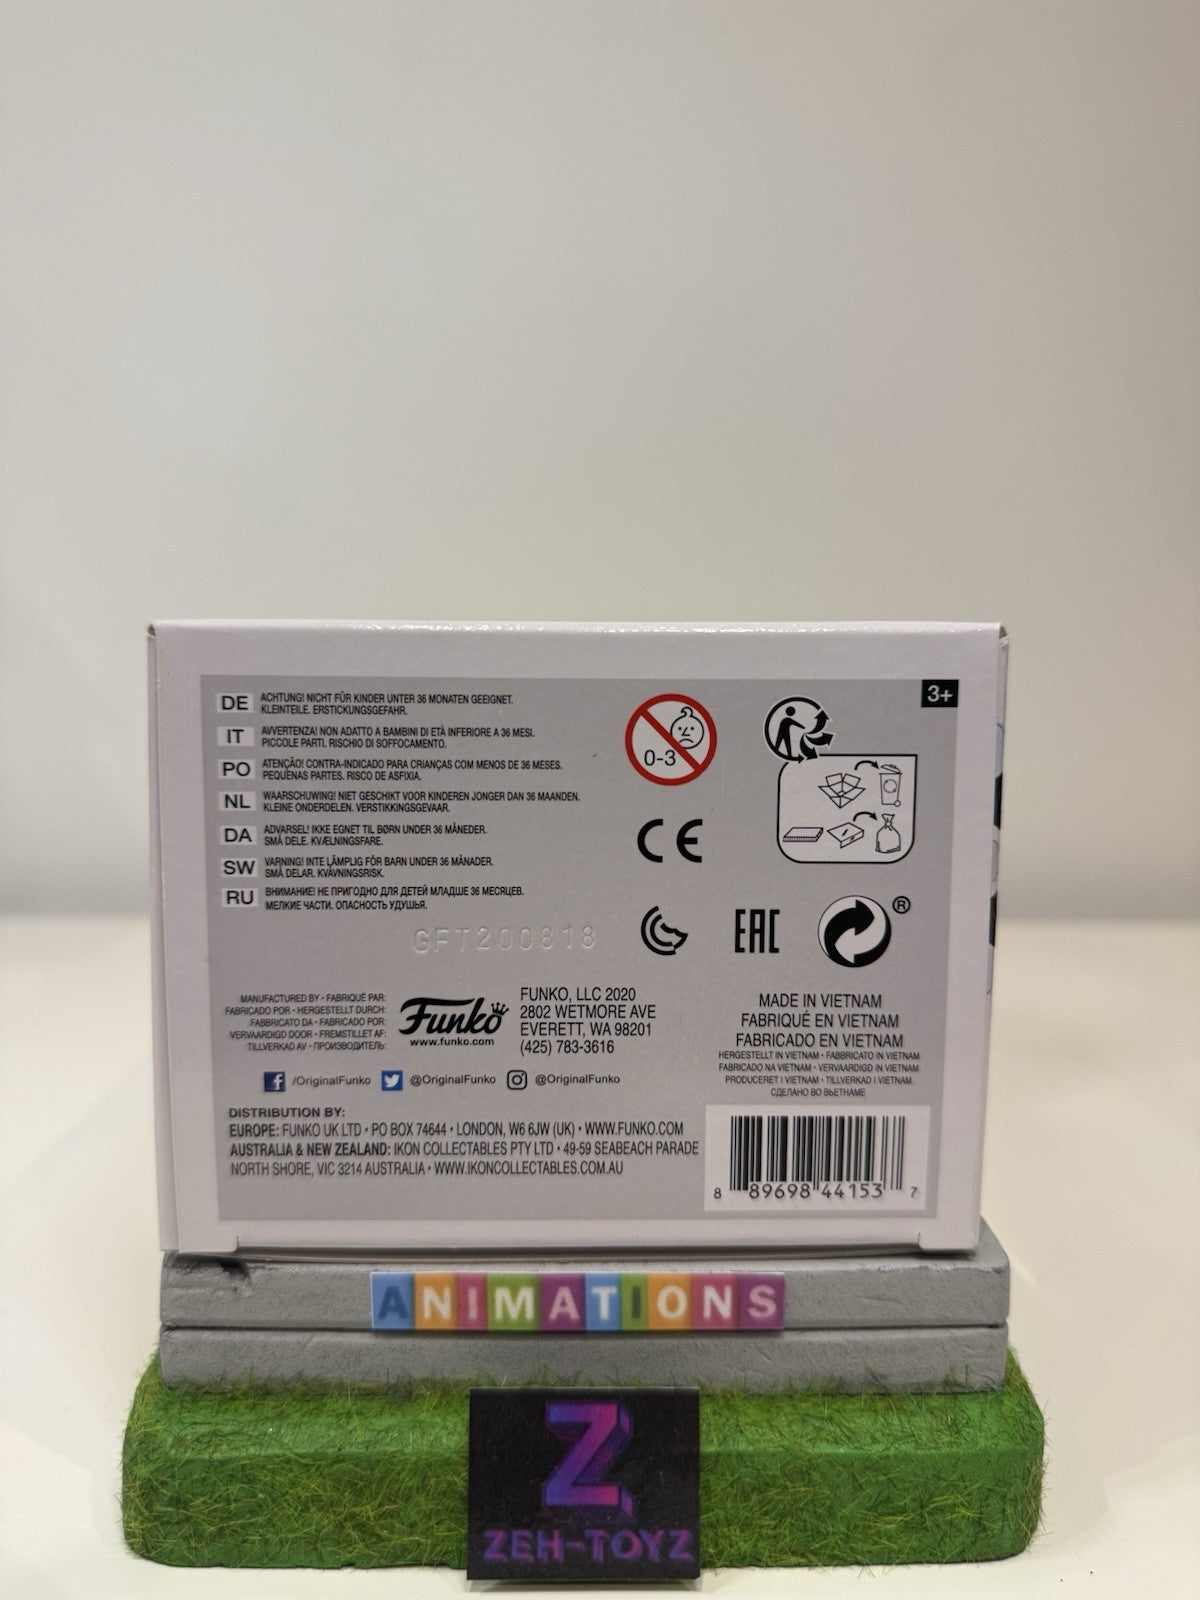 3+
DE ACHTUNG! NICHT FÜR KINDER UNTER 36 MONATEN GEEIGNET.
KLEINTEILE. ERSTICKUNGSGEFAHR.
IT AVVERTENZA! NON ADATTO A BAMBINI DI ETÀ INFERIORE A 36 MESI.
PICCOLE PARTI. RISCHIO DI SOFFOCAMENTO.
PO ATENÇÃO! CONTRA-INDICADO PARA CRIANÇAS COM MENOS DE 36 MESES.
PEQUENAS PARTES. RISCO DE ASFIXIA.
NL WAARSCHUWING! NIET GESCHIKT VOOR KINDEREN JONGER DAN 36 MAANDEN.
KLEINE ONDERDELEN. VERSTIKKINGSGEVAAR.
DA ADVARSEL! IKKE EGNET TIL BØRN UNDER 36 MÅNEDER.
SMÅ DELE. KVÆLNINGSFARE.
SW VARNING! INTE LÄMPLIG FÖR BARN UNDER 36 MÅNADER.
SMÅ DELAR. KVÄVNINGSRISK.
RU ВНИМАНИЕ! НЕ ПРИГОДНО ДЛЯ ДЕТЕЙ МЛАДШЕ 36 МЕСЯЦЕВ.
МЕЛКИЕ ЧАСТИ. ОПАСНОСТЬ УДУШЬЯ.
0-3
CE
EAC
®
GFT200818
MANUFACTURED BY • FABRIQUÉ PAR:
FABRICADO POR • HERGESTELLT DURCH:
FABBRICATO DA • FABRICADO POR:
VERVAARDIGD DOOR • FREMSTILLET AF:
TILLVERKAD AV • ПРОИЗВОДИТЕЛЬ:
Funko
www.funko.com
FUNKO, LLC 2020
2802 WETMORE AVE
EVERETT, WA 98201
(425) 783-3616
MADE IN VIETNAM
FABRIQUÉ EN VIETNAM
FABRICADO EN VIETNAM
HERGESTELLT IN VIETNAM • FABBRICATO IN VIETNAM
FABRICADO NA VIETNAM • VERVAARDIGD IN VIETNAM
PRODUCERET I VIETNAM • TILLVERKAD I VIETNAM
СДЕЛАНО ВО ВЬЕТНАМЕ
/OriginalFunko @OriginalFunko @OriginalFunko
DISTRIBUTION BY:
EUROPE: FUNKO UK LTD • PO BOX 74644 • LONDON, W6 6JW (UK) • WWW.FUNKO.COM
AUSTRALIA & NEW ZEALAND: IKON COLLECTABLES PTY LTD • 49-59 SEABEACH PARADE
NORTH SHORE, VIC 3214 AUSTRALIA • WWW.IKONCOLLECTABLES.COM.AU
8 89698 44153 7
ANIMATIONS
Z
ZEH-TOYZ